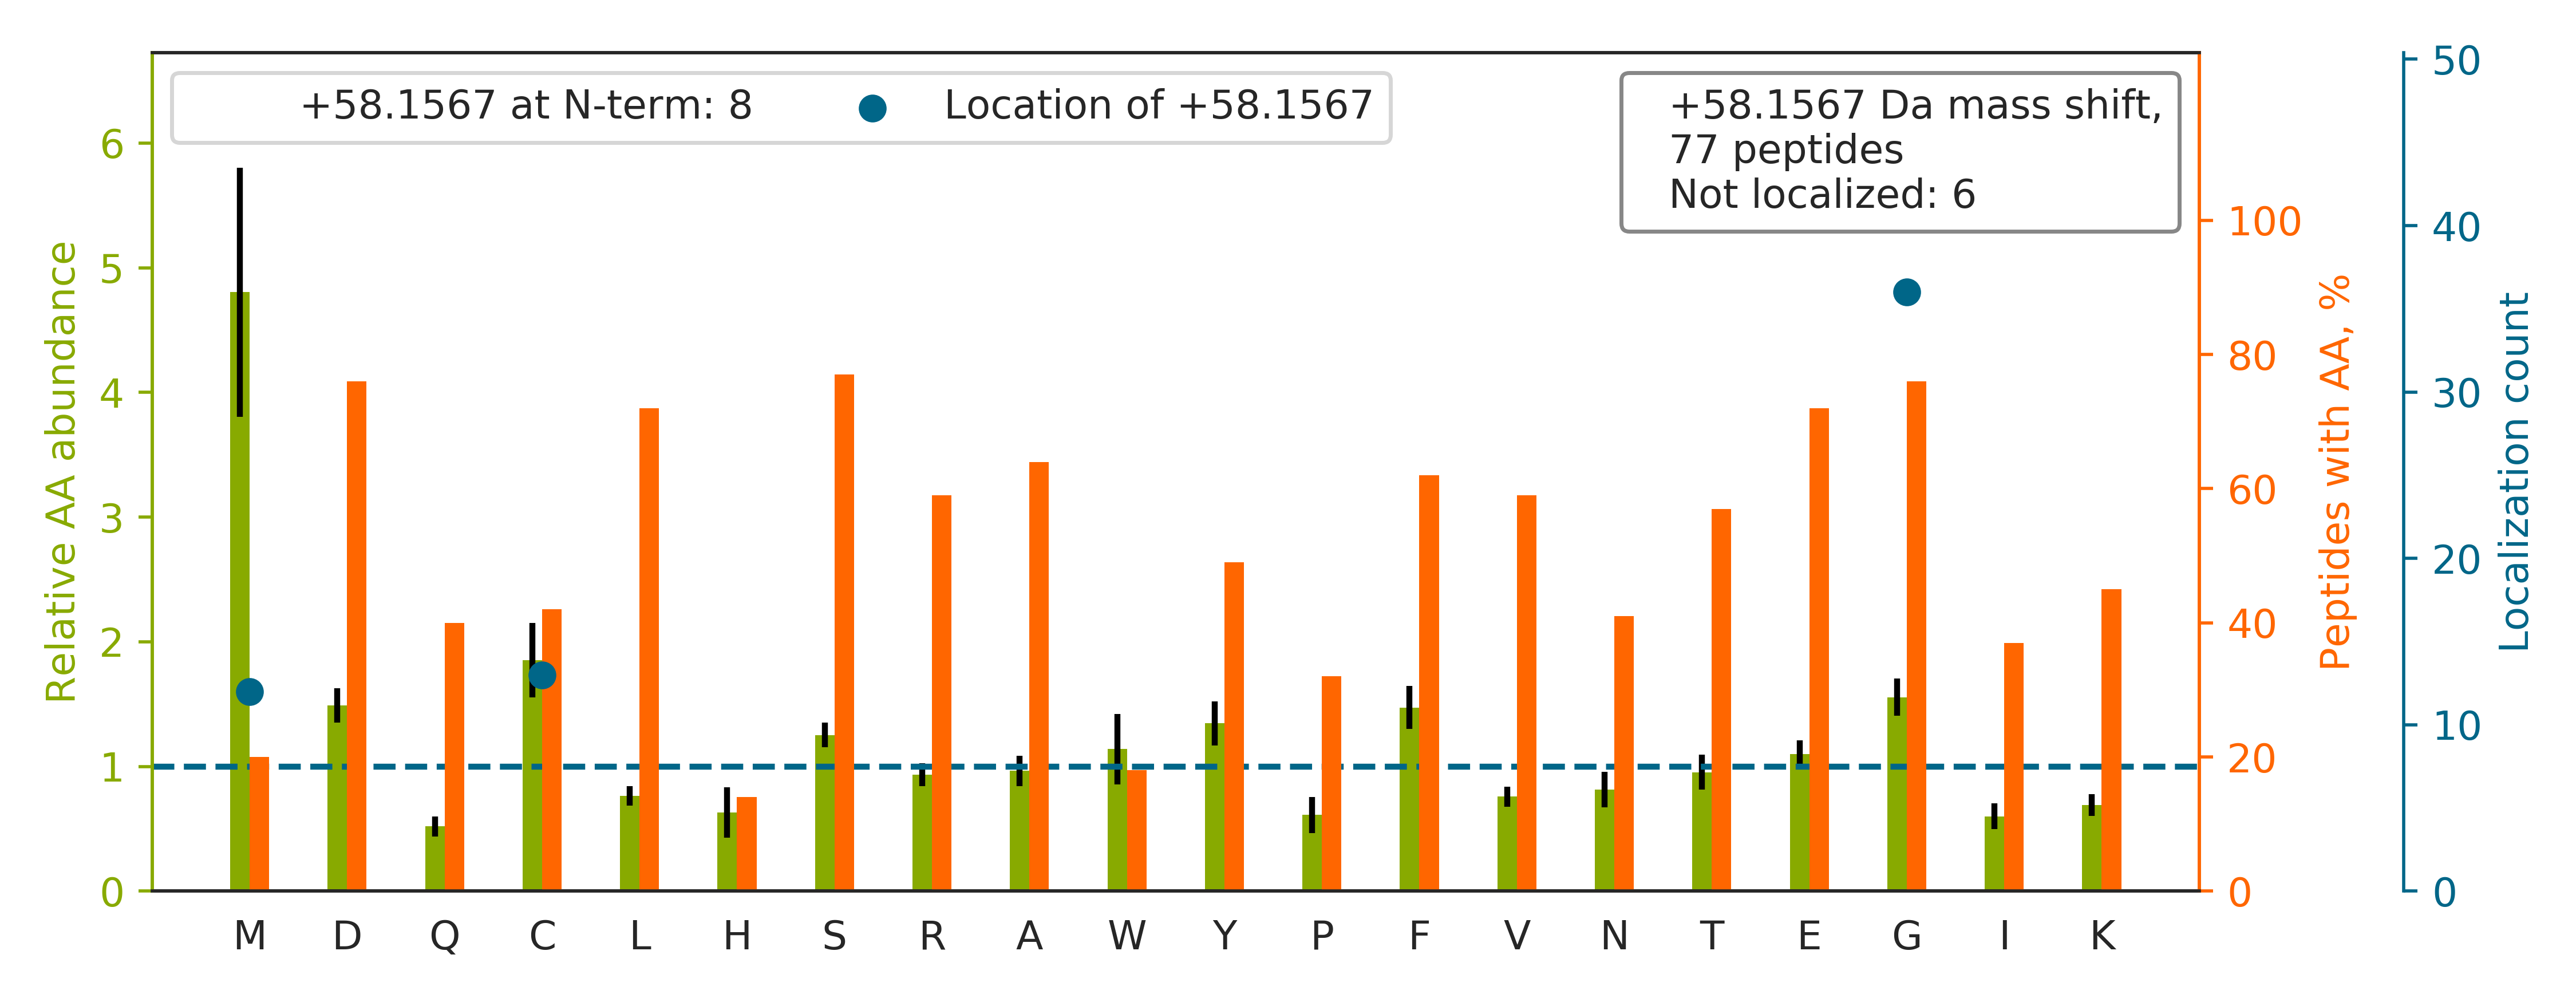 +58.1567 at N-term: 8
Location of +58.1567
+58.1567 Da mass shift,
77 peptides
Not localized: 6
Relative AA abundance
6
5
4
3
2
1
0
M D Q C L H S R A W Y P F V N T E G I K
100
80
60
40
20
0
Peptides with AA, %
50
40
30
20
10
0
Localization count